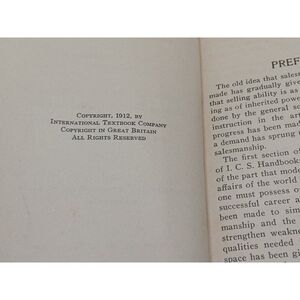 COPYRIGHT, 1912, BY
INTERNATIONAL TEXTBOOK COMPANY
COPYRIGHT IN GREAT BRITAIN
ALL RIGHTS RESERVED
PREF
The old idea that sales
made has gradually give
that selling ability is as
ing as of inherited powe
done by the general s
instruction in the ar
progress has been mad
a demand has sprung
salesmanship.
The first section of
of I. C. S. Handbook
of the part that mod
affairs of the world
one must possess o
successful career a
been made to sim
manship and the
strengthen weakn
qualities needed
space has been giv